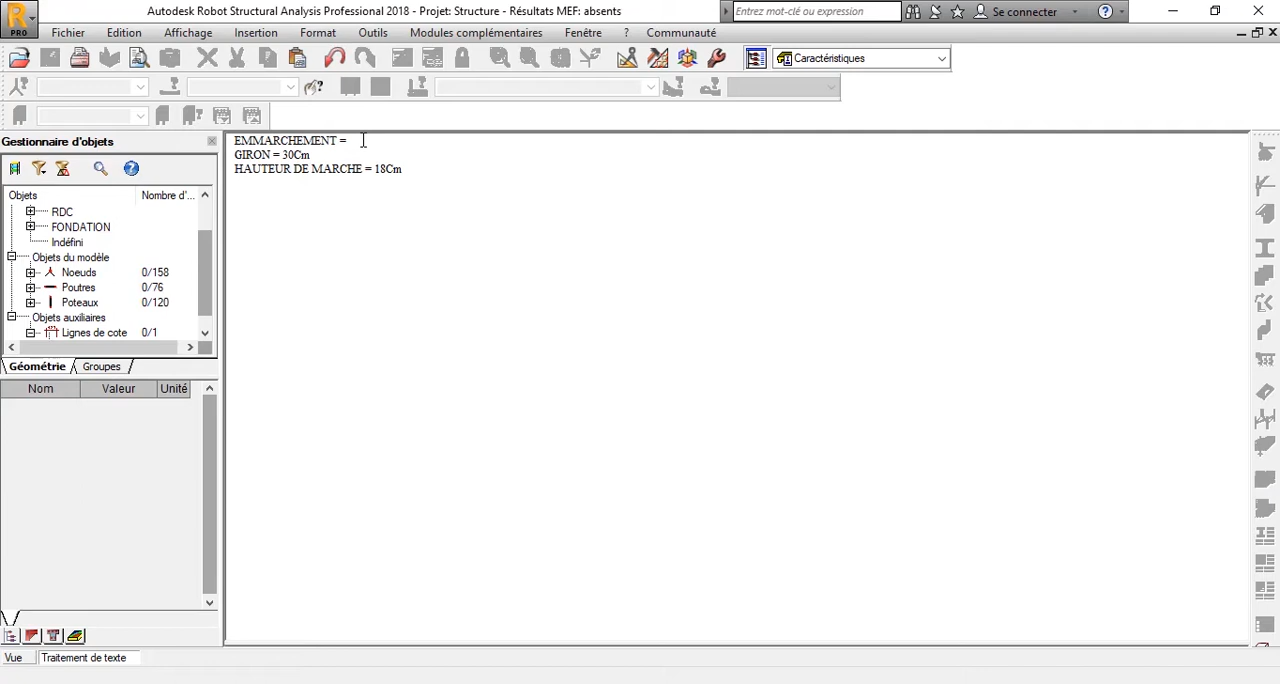 Autodesk Robot Structural Analysis Professional 2018 - Projet: Structure - Résultats MEF: absents
Entrez mot-clé ou expression
Se connecter
PRO
Fichier Edition Affichage Insertion Format Outils Modules complémentaires Fenêtre ? Communauté
Caractéristiques
Gestionnaire d'objets
Objets Nombre d'...
RDC
FONDATION
Indéfini
Objets du modèle
Noeuds 0/158
Poutres 0/76
Poteaux 0/120
Objets auxiliaires
Lignes de cote 0/1
Géométrie Groupes
Nom Valeur Unité
EMMARCHEMENT =
GIRON = 30Cm
HAUTEUR DE MARCHE = 18Cm
Vue Traitement de texte